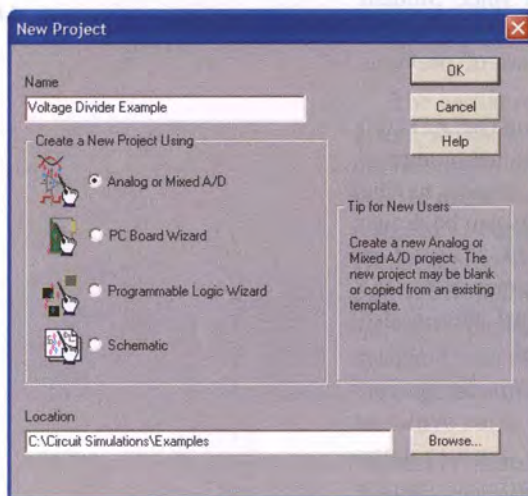 New Project
Name
Voltage Divider Example
OK
Cancel
Help
Create a New Project Using
Analog or Mixed A/D
PC Board Wizard
Programmable Logic Wizard
Schematic
Tip for New Users
Create a new Analog or
Mixed A/D project. The
new project may be blank
or copied from an existing
template.
Location
C:\Circuit Simulations\Examples
Browse...